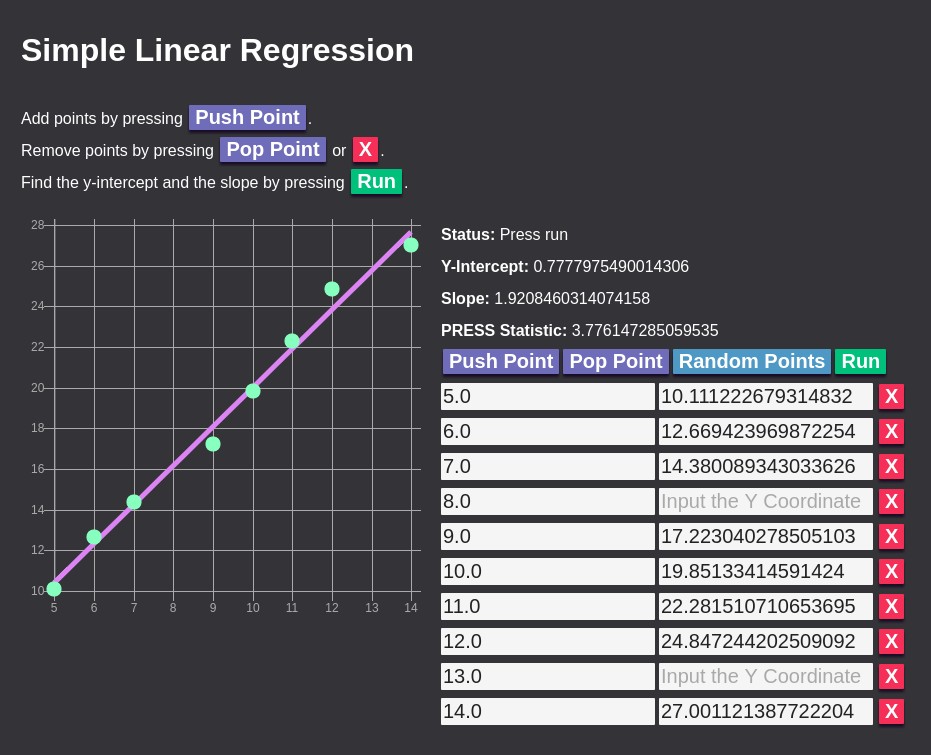 Simple Linear Regression
Add points by pressing Push Point.
Remove points by pressing Pop Point or X.
Find the y-intercept and the slope by pressing Run.
28
26
24
22
20
18
16
14
12
10
5 6 7 8 9 10 11 12 13 14
Status: Press run
Y-Intercept: 0.7777975490014306
Slope: 1.9208460314074158
PRESS Statistic: 3.776147285059535
Push Point Pop Point Random Points Run
5.0 10.111222679314832 X
6.0 12.669423969872254 X
7.0 14.380089343033626 X
8.0 Input the Y Coordinate X
9.0 17.223040278505103 X
10.0 19.85133414591424 X
11.0 22.281510710653695 X
12.0 24.847244202509092 X
13.0 Input the Y Coordinate X
14.0 27.001121387722204 X